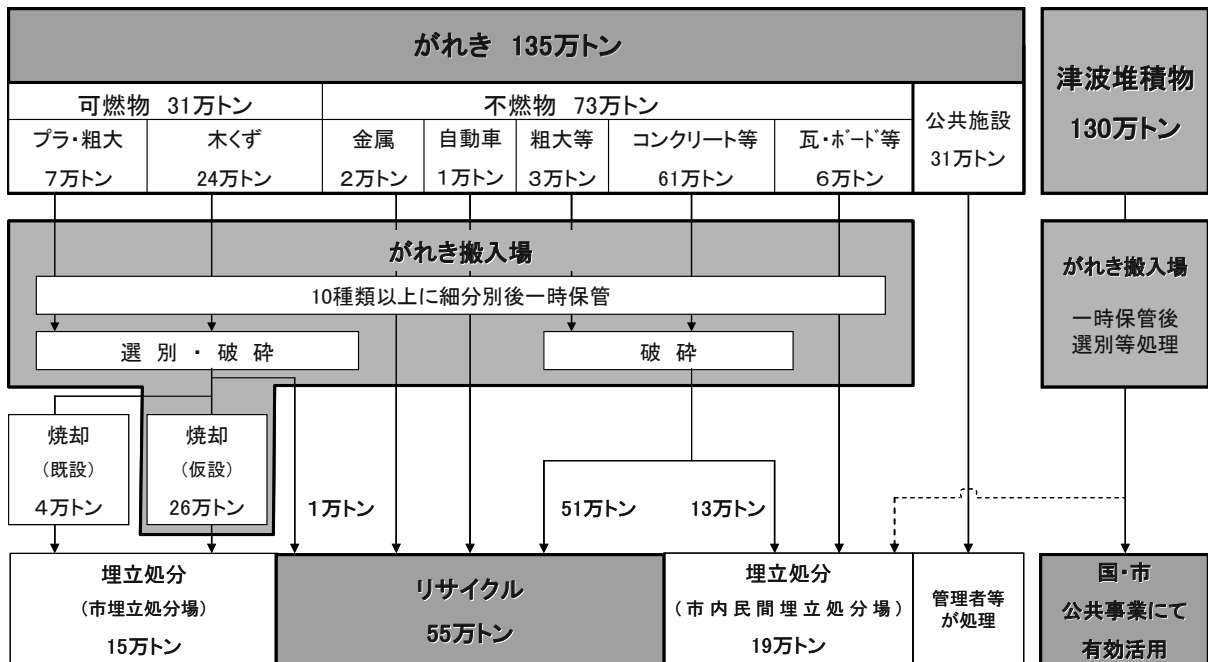 がれき 135万トン
津波堆積物
130万トン
可燃物 31万トン
不燃物 73万トン
公共施設
31万トン
プラ・粗大
7万トン
木くず
24万トン
金属
2万トン
自動車
1万トン
粗大等
3万トン
コンクリート等
61万トン
瓦・ボード等
6万トン
がれき搬入場
10種類以上に細分別後一時保管
選別・破砕
破砕
がれき搬入場
一時保管後
選別等処理
焼却
(既設)
4万トン
焼却
(仮設)
26万トン
1万トン
51万トン
13万トン
埋立処分
(市埋立処分場)
15万トン
リサイクル
55万トン
埋立処分
(市内民間埋立処分場)
19万トン
管理者等
が処理
国・市
公共事業にて
有効活用